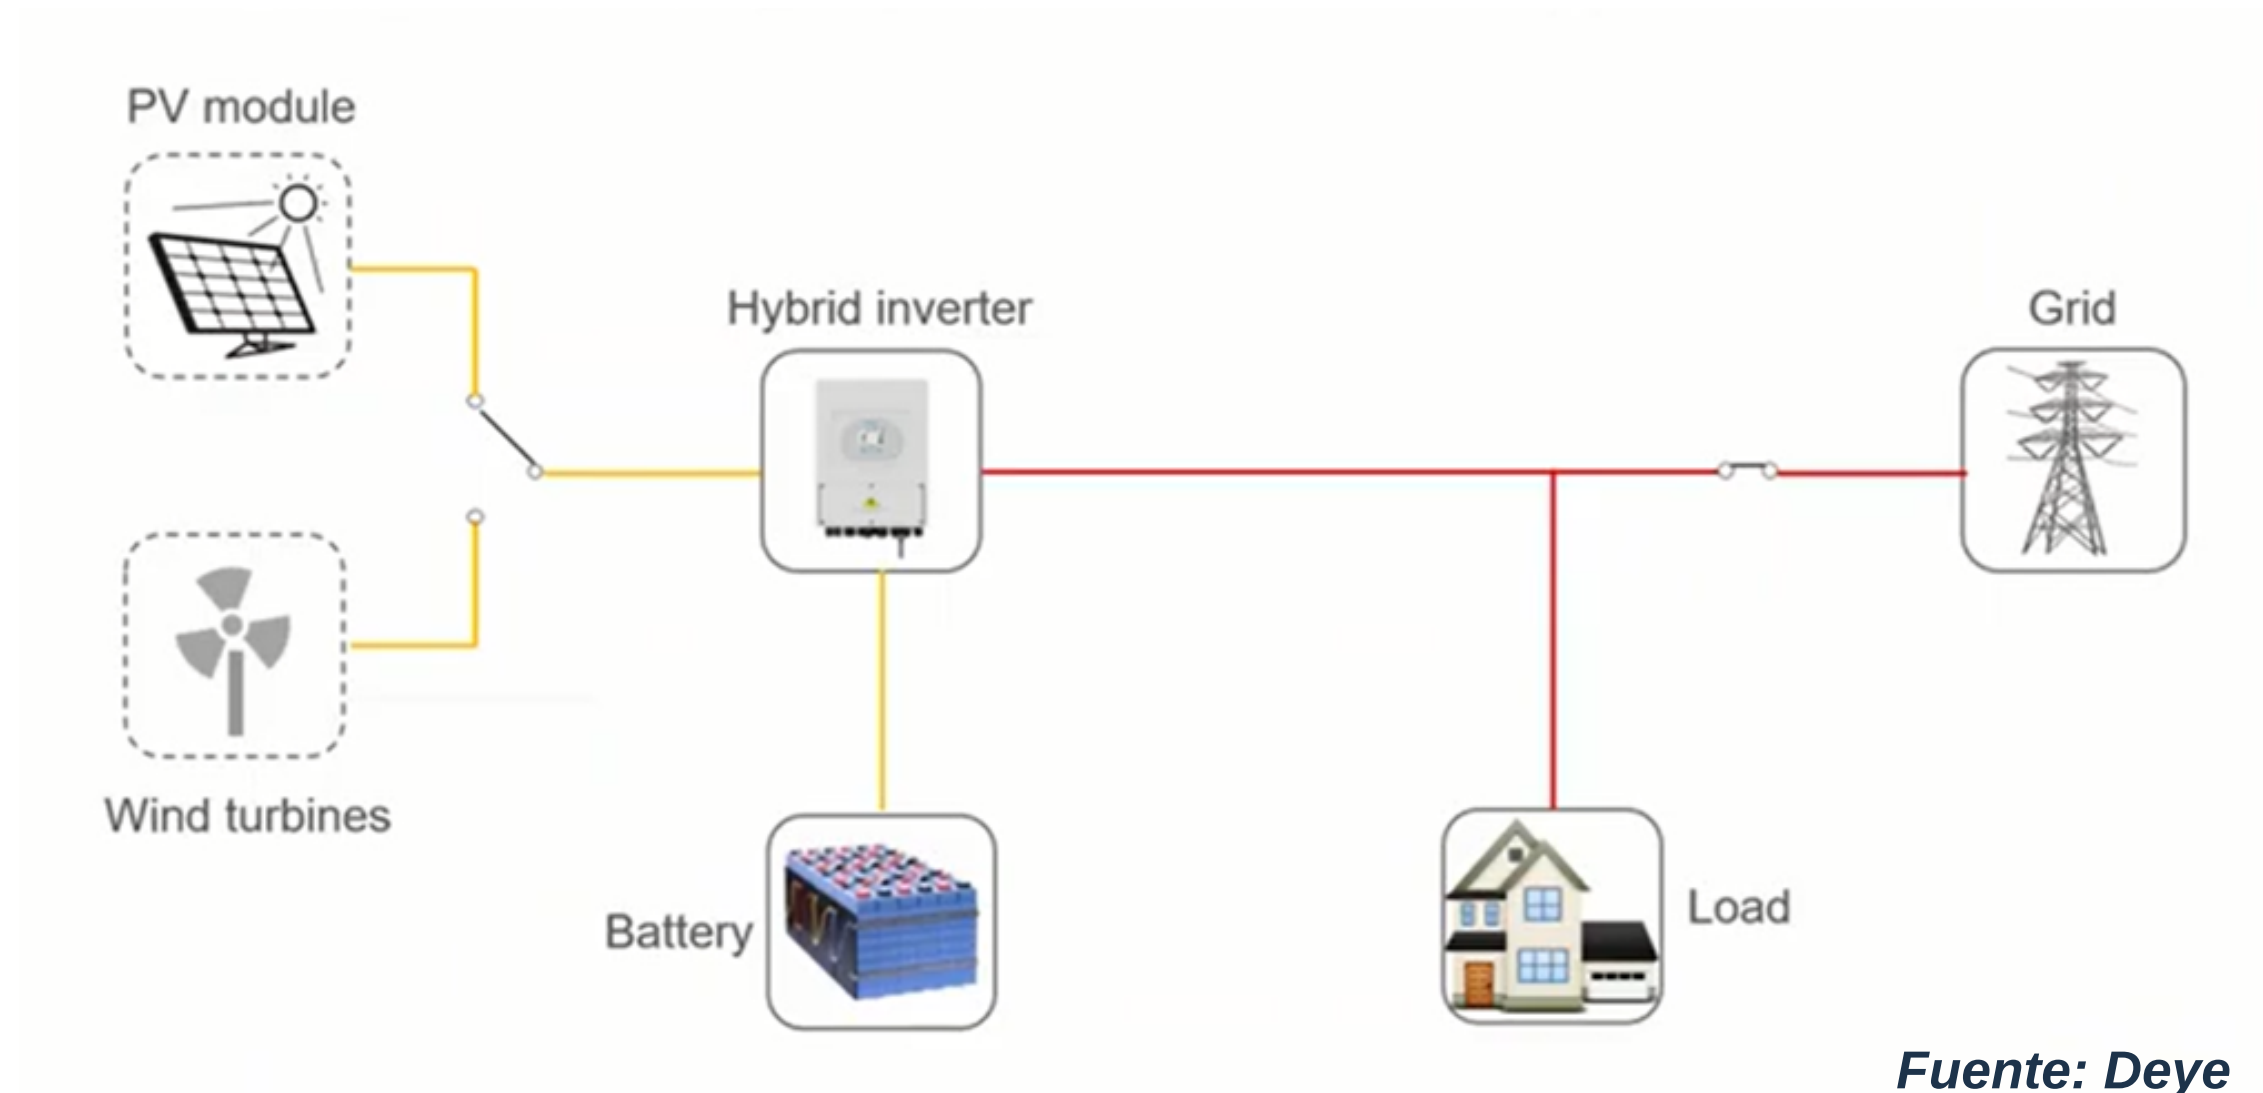 PV module
Hybrid inverter
Grid
Wind turbines
Battery
Load
Fuente: Deye